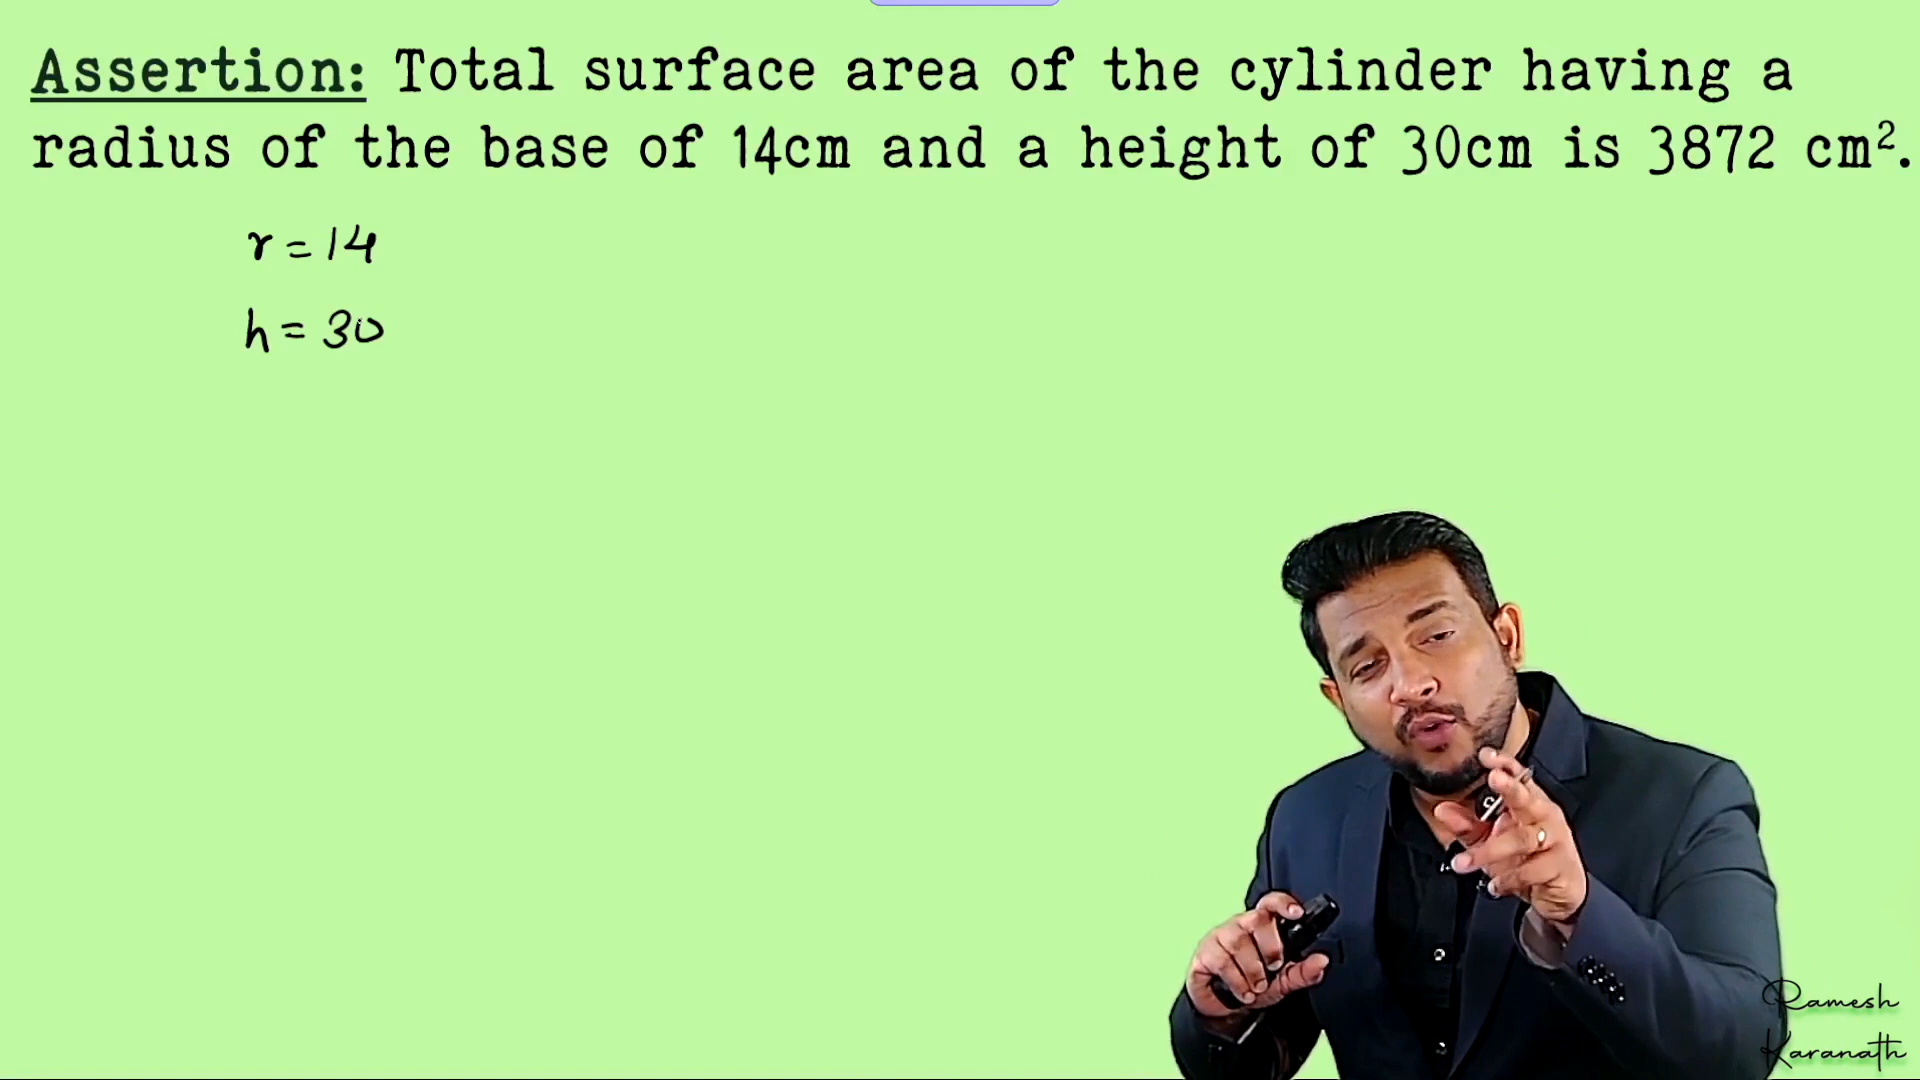 Assertion: Total surface area of the cylinder having a
radius of the base of 14cm and a height of 30cm is 3872 cm².
r = 14
h = 30
Ramesh
Karanath